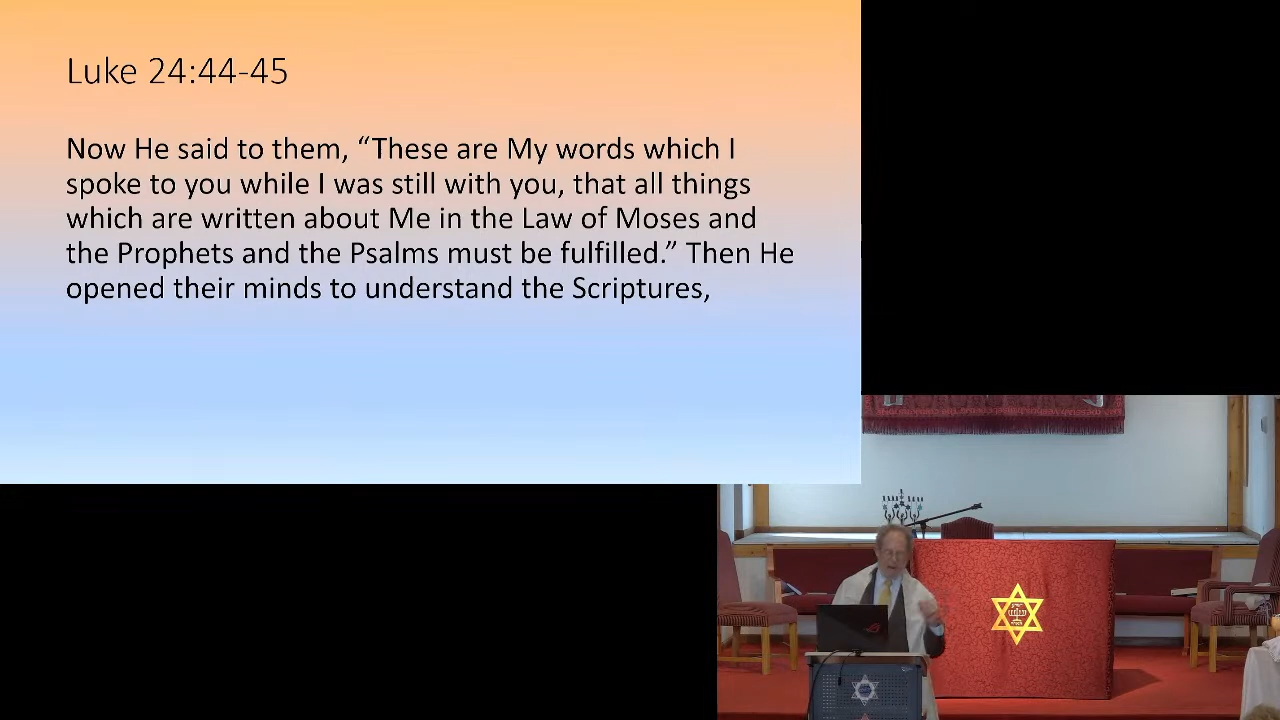 Luke 24:44-45
Now He said to them, “These are My words which I
spoke to you while I was still with you, that all things
which are written about Me in the Law of Moses and
the Prophets and the Psalms must be fulfilled.” Then He
opened their minds to understand the Scriptures,